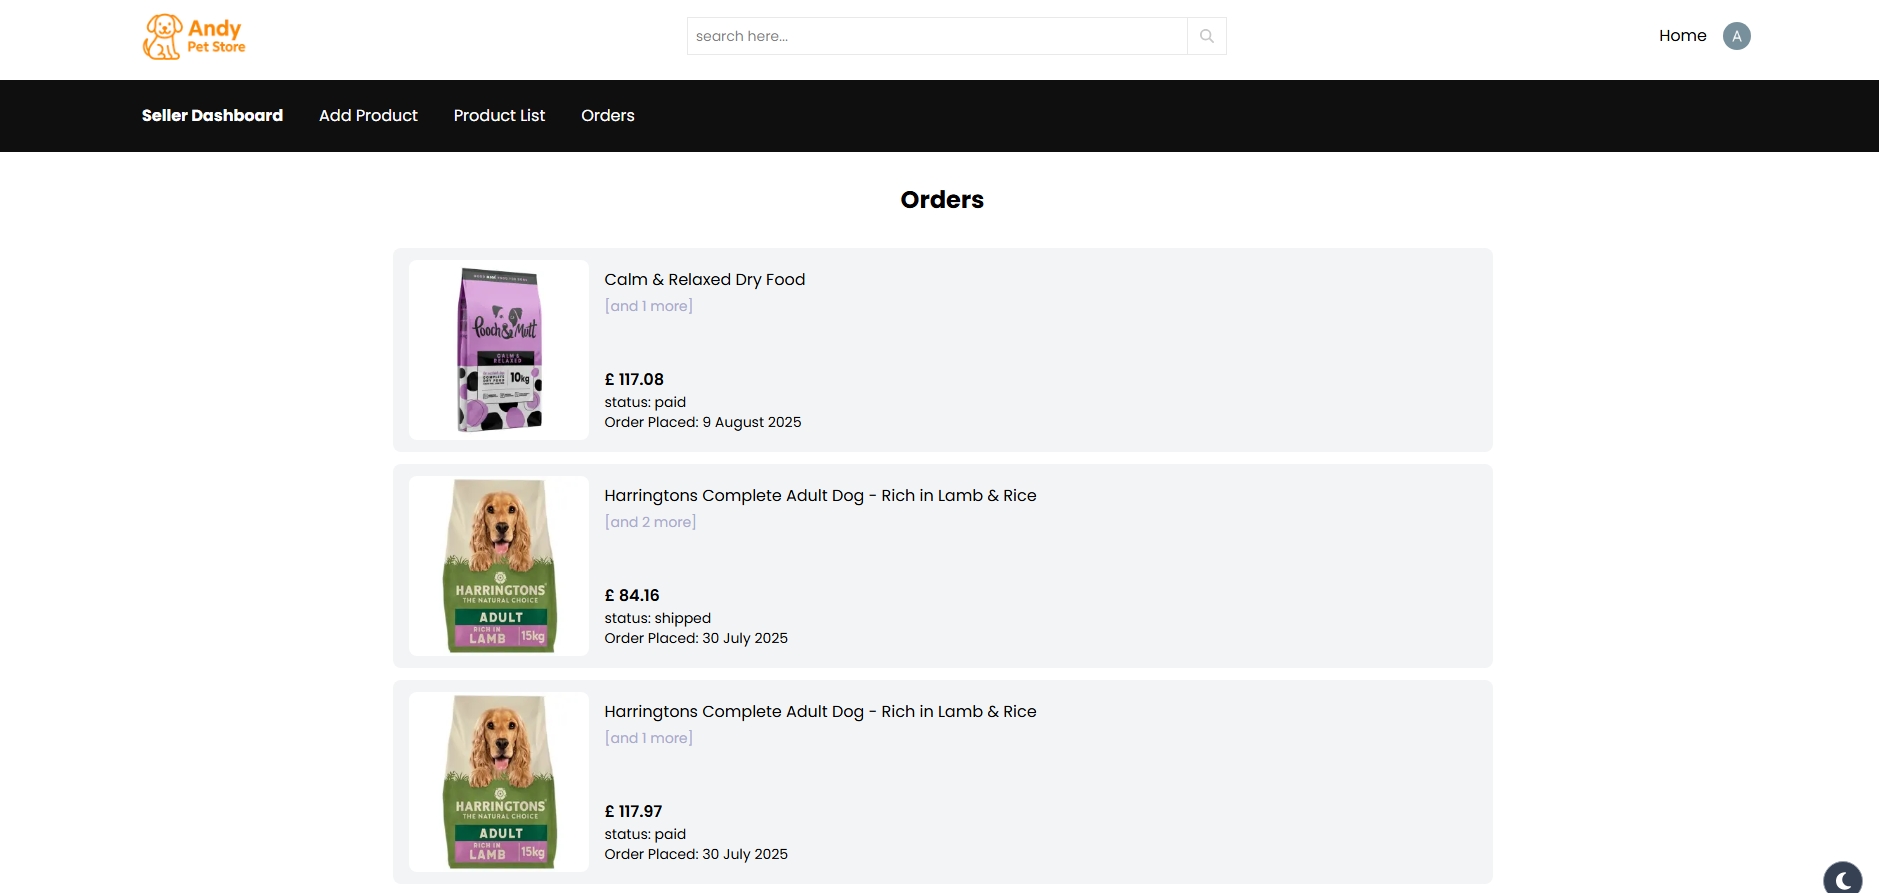 Andy
Pet Store
search here...
Home
A
Seller Dashboard
Add Product
Product List
Orders
Orders
Pooch & Mutt
CALM &
RELAXED
COMPLETE
DRY FOOD
10kg
Calm & Relaxed Dry Food
[and 1 more]
£ 117.08
status: paid
Order Placed: 9 August 2025
HARRINGTONS
THE NATURAL CHOICE
ADULT
RICH IN
LAMB
15kg
Harringtons Complete Adult Dog - Rich in Lamb & Rice
[and 2 more]
£ 84.16
status: shipped
Order Placed: 30 July 2025
HARRINGTONS
THE NATURAL CHOICE
ADULT
RICH IN
LAMB
15kg
Harringtons Complete Adult Dog - Rich in Lamb & Rice
[and 1 more]
£ 117.97
status: paid
Order Placed: 30 July 2025